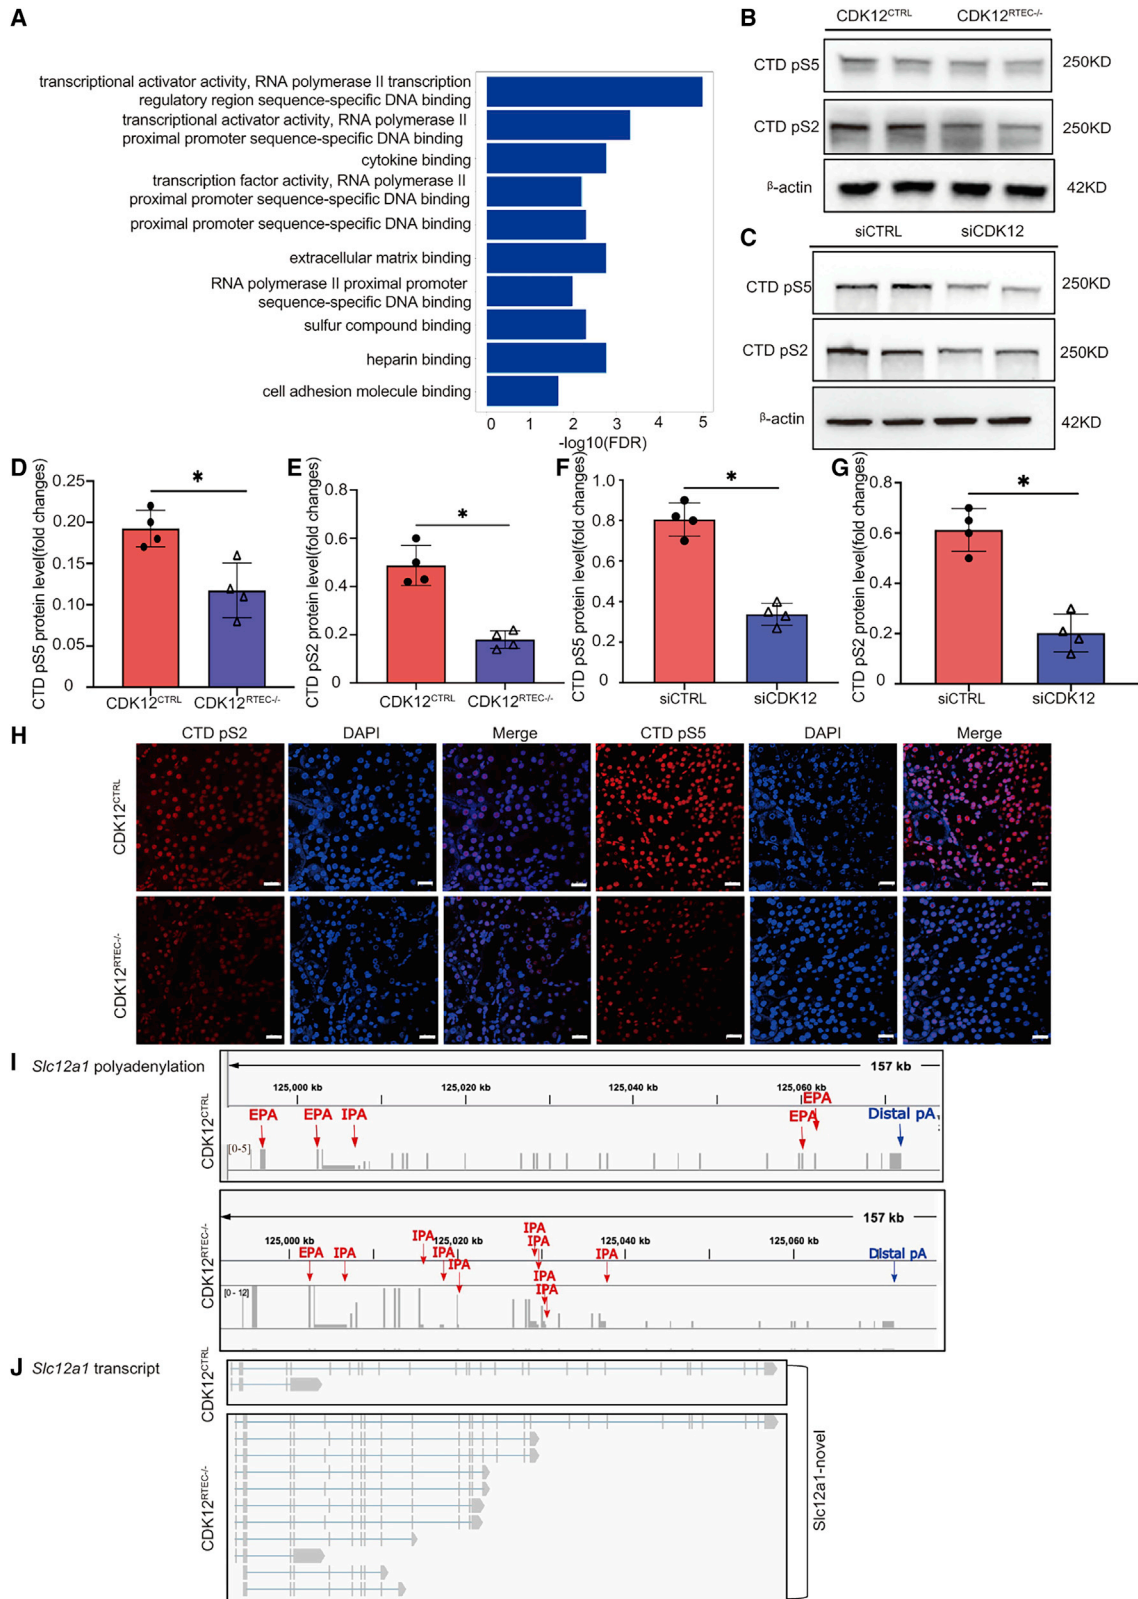 A
transcriptional activator activity, RNA polymerase II transcription
regulatory region sequence-specific DNA binding
transcriptional activator activity, RNA polymerase II
proximal promoter sequence-specific DNA binding
cytokine binding
transcription factor activity, RNA polymerase II
proximal promoter sequence-specific DNA binding
proximal promoter sequence-specific DNA binding
extracellular matrix binding
RNA polymerase II proximal promoter
sequence-specific DNA binding
sulfur compound binding
heparin binding
cell adhesion molecule binding
0 1 2 3 4 5
-log10(FDR)
B
CDK12CTRL CDK12RTEC-/-
CTD pS5 250KD
CTD pS2 250KD
β-actin 42KD
C
siCTRL siCDK12
CTD pS5 250KD
CTD pS2 250KD
β-actin 42KD
D
CTD pS5 protein level(fold changes)
0.25
0.20
0.15
0.10
0.05
0
*
CDK12CTRL CDK12RTEC-/-
E
CTD pS2 protein level(fold changes)
0.8
0.6
0.4
0.2
0
*
CDK12CTRL CDK12RTEC-/-
F
CTD pS5 protein level(fold changes)
1.0
0.8
0.6
0.4
0.2
0
*
siCTRL siCDK12
G
CTD pS2 protein level(fold changes)
0.8
0.6
0.4
0.2
0
*
siCTRL siCDK12
H
CTD pS2 DAPI Merge CTD pS5 DAPI Merge
CDK12CTRL
CDK12RTEC-/-
I Slc12a1 polyadenylation
CDK12CTRL
157 kb
125,000 kb 125,020 kb 125,040 kb 125,060 kb
EPA EPA IPA EPA EPA Distal pA
[0-5]
CDK12RTEC-/-
157 kb
125,000 kb 125,020 kb 125,040 kb 125,060 kb
EPA IPA IPA IPA IPA IPA IPA IPA IPA IPA Distal pA
[0 - 12]
J Slc12a1 transcript
CDK12CTRL
CDK12RTEC-/-
Slc12a1-novel